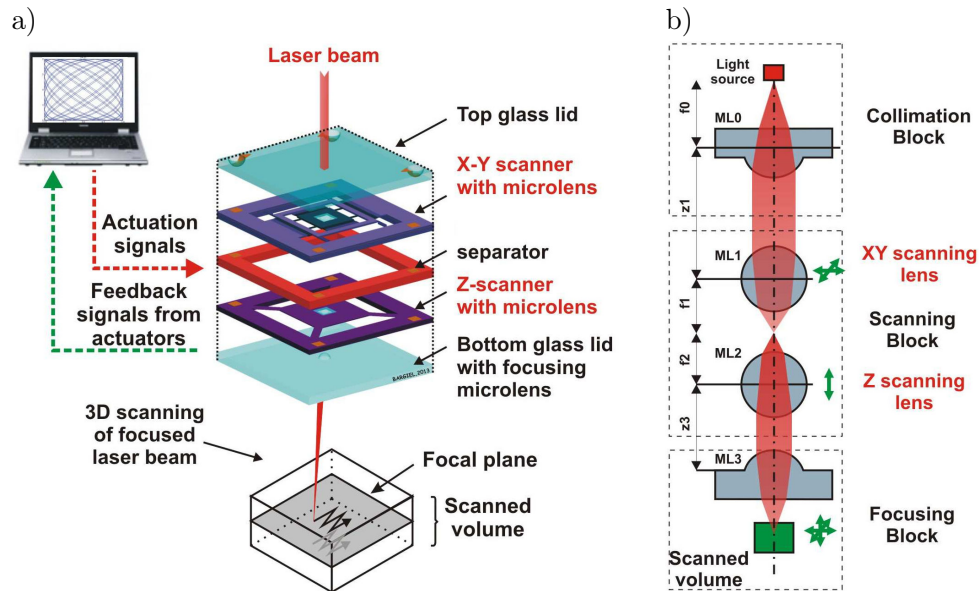 a)
Laser beam
Top glass lid
X-Y scanner
with microlens
Actuation
signals
separator
Feedback
signals from
actuators
Z-scanner
with microlens
Bottom glass lid
with focusing
microlens
BARGIEL 2013
3D scanning
of focused
laser beam
Focal plane
Scanned
volume
b)
Light
source
f0
ML0
Collimation
Block
z1
ML1
XY scanning
lens
f1
Scanning
Block
f2
ML2
Z scanning
lens
z3
ML3
Focusing
Block
Scanned
volume